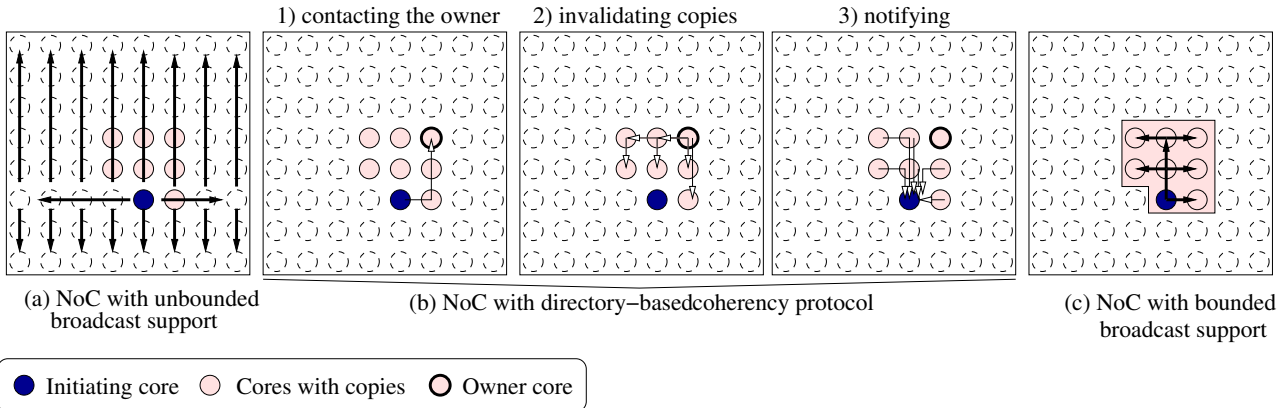 1) contacting the owner
2) invalidating copies
3) notifying
(a) NoC with unbounded
broadcast support
(b) NoC with directory−basedcoherency protocol
(c) NoC with bounded
broadcast support
Initiating core
Cores with copies
Owner core